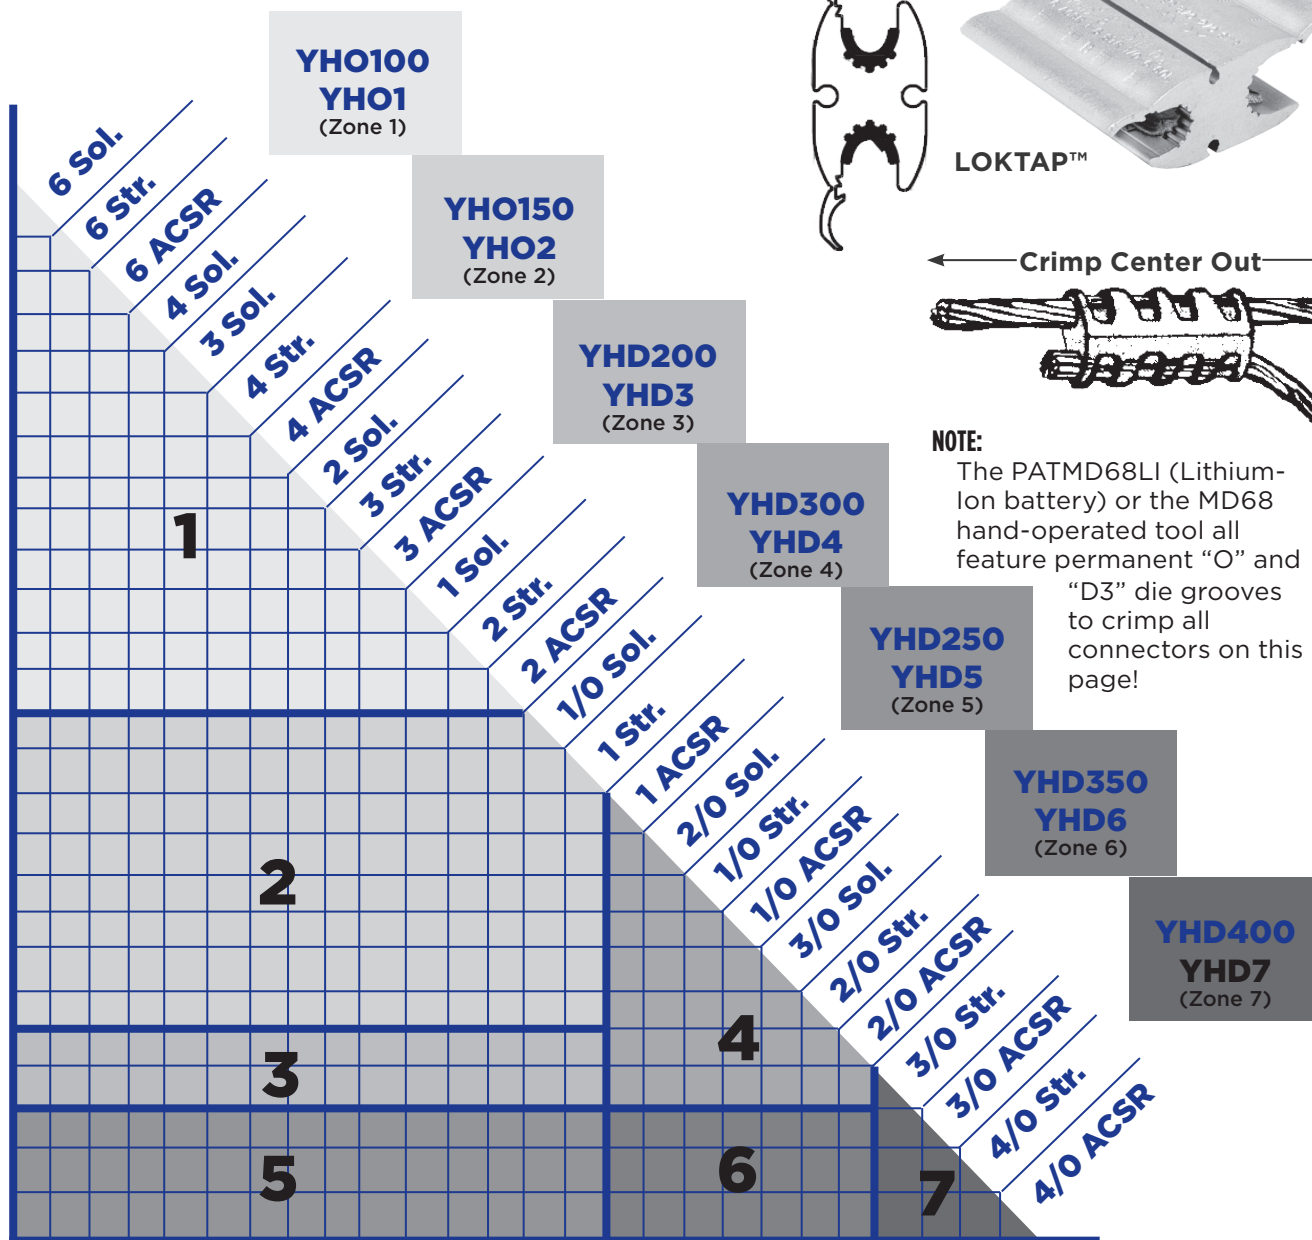 YHO100
YHO1
(Zone 1)
YHO150
YHO2
(Zone 2)
YHD200
YHD3
(Zone 3)
YHD300
YHD4
(Zone 4)
YHD250
YHD5
(Zone 5)
YHD350
YHD6
(Zone 6)
YHD400
YHD7
(Zone 7)
LOKTAP™
Crimp Center Out
NOTE:
The PATMD68LI (Lithium-
Ion battery) or the MD68
hand-operated tool all
feature permanent “O” and
“D3” die grooves
to crimp all
connectors on this
page!
6 Sol.
6 Str.
6 ACSR
4 Sol.
3 Sol.
4 Str.
4 ACSR
2 Sol.
3 Str.
3 ACSR
1 Sol.
2 Str.
2 ACSR
1/0 Sol.
1 Str.
1 ACSR
2/0 Sol.
1/0 Str.
1/0 ACSR
3/0 Sol.
2/0 Str.
2/0 ACSR
3/0 Str.
3/0 ACSR
4/0 Str.
4/0 ACSR
1
2
3
4
5
6
7